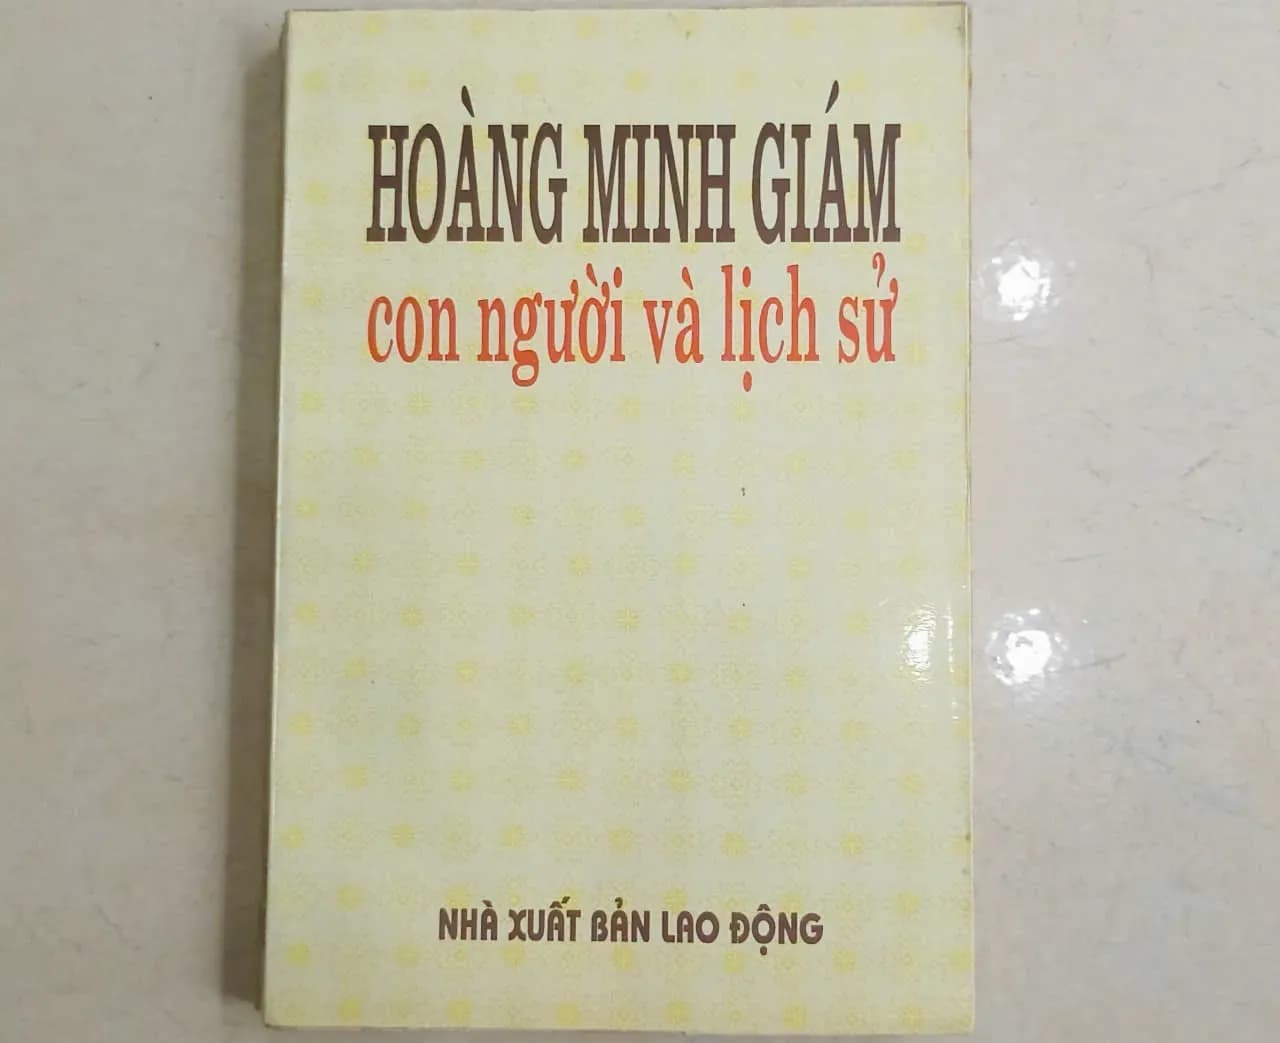 HOÀNG MINH GIÁM
con người và lịch sử
NHÀ XUẤT BẢN LAO ĐỘNG